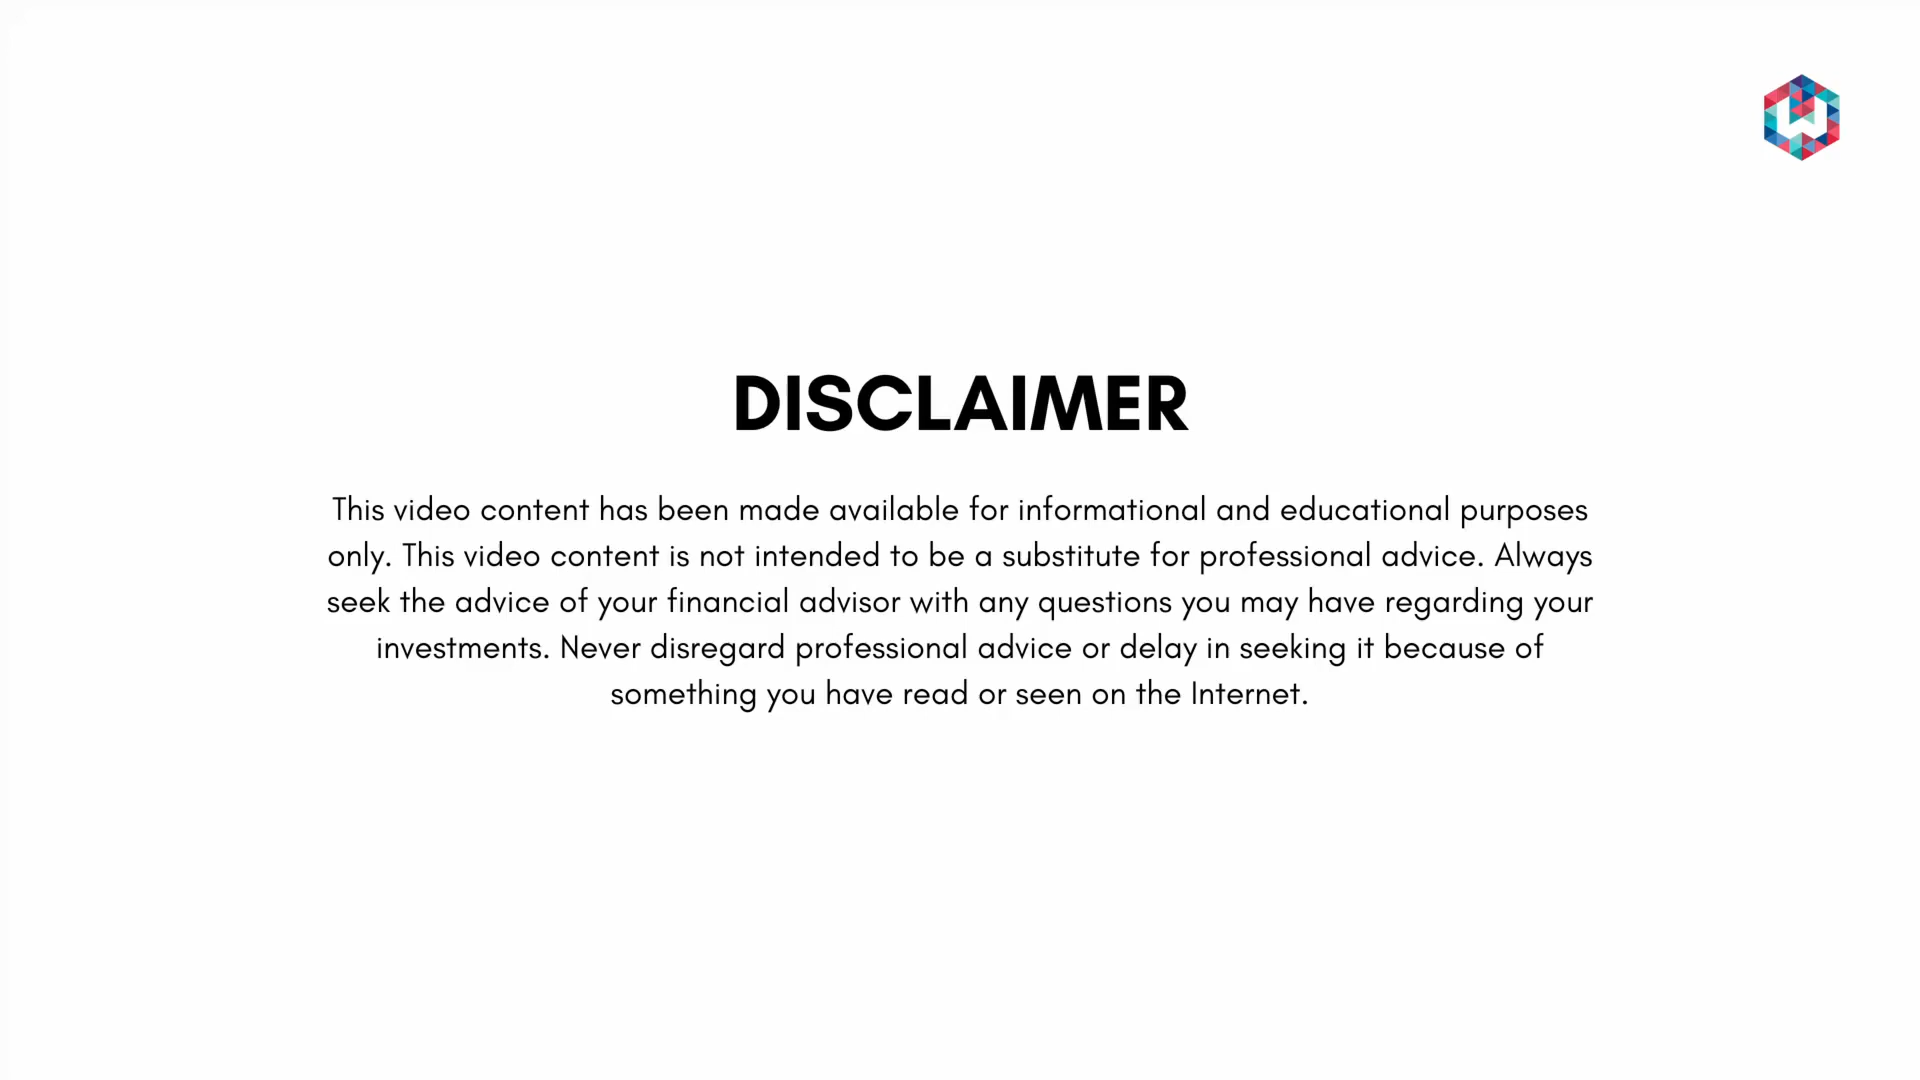 DISCLAIMER
This video content has been made available for informational and educational purposes
only. This video content is not intended to be a substitute for professional advice. Always
seek the advice of your financial advisor with any questions you may have regarding your
investments. Never disregard professional advice or delay in seeking it because of
something you have read or seen on the Internet.